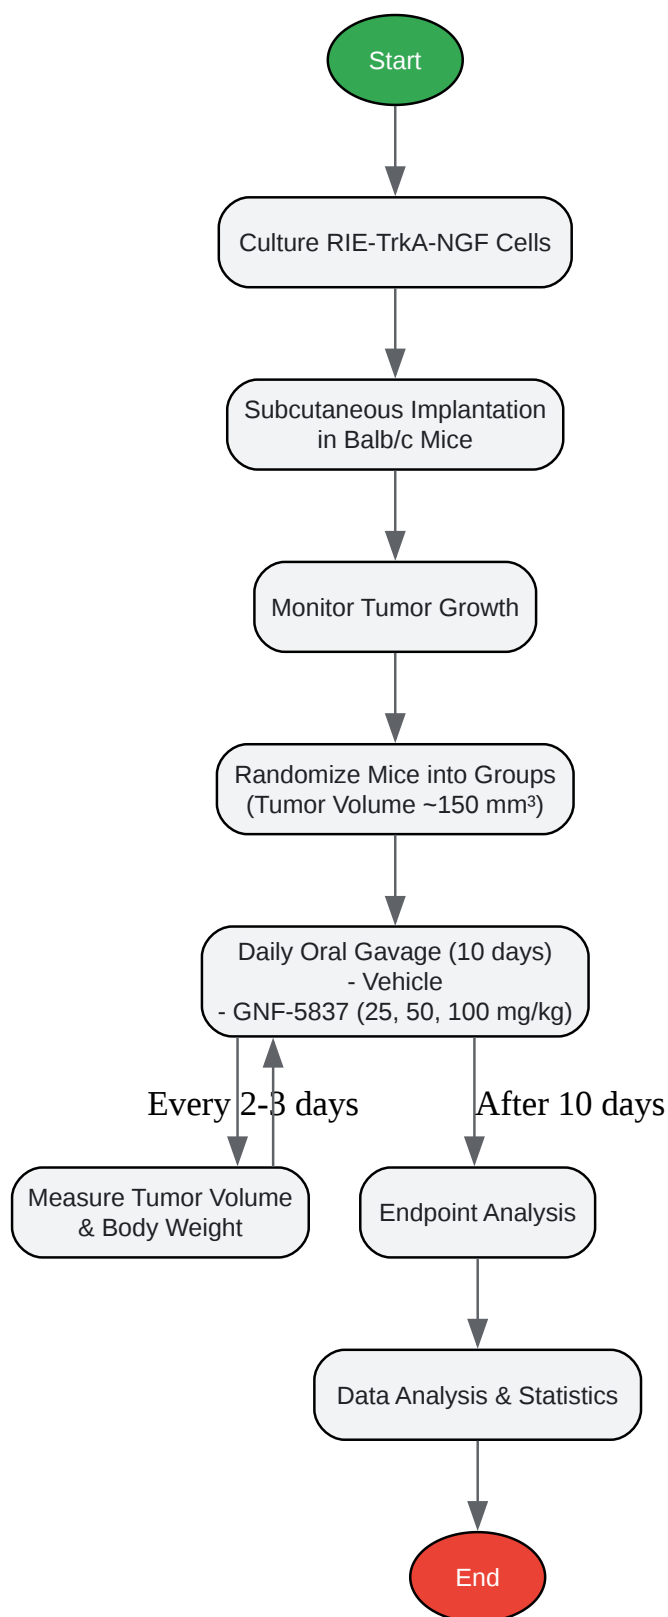 Start
Culture RIE-TrkA-NGF Cells
Subcutaneous Implantation
in Balb/c Mice
Monitor Tumor Growth
Randomize Mice into Groups
(Tumor Volume ~150 mm³)
Daily Oral Gavage (10 days)
- Vehicle
- GNF-5837 (25, 50, 100 mg/kg)
Every 2-3 days
After 10 days
Measure Tumor Volume
& Body Weight
Endpoint Analysis
Data Analysis & Statistics
End